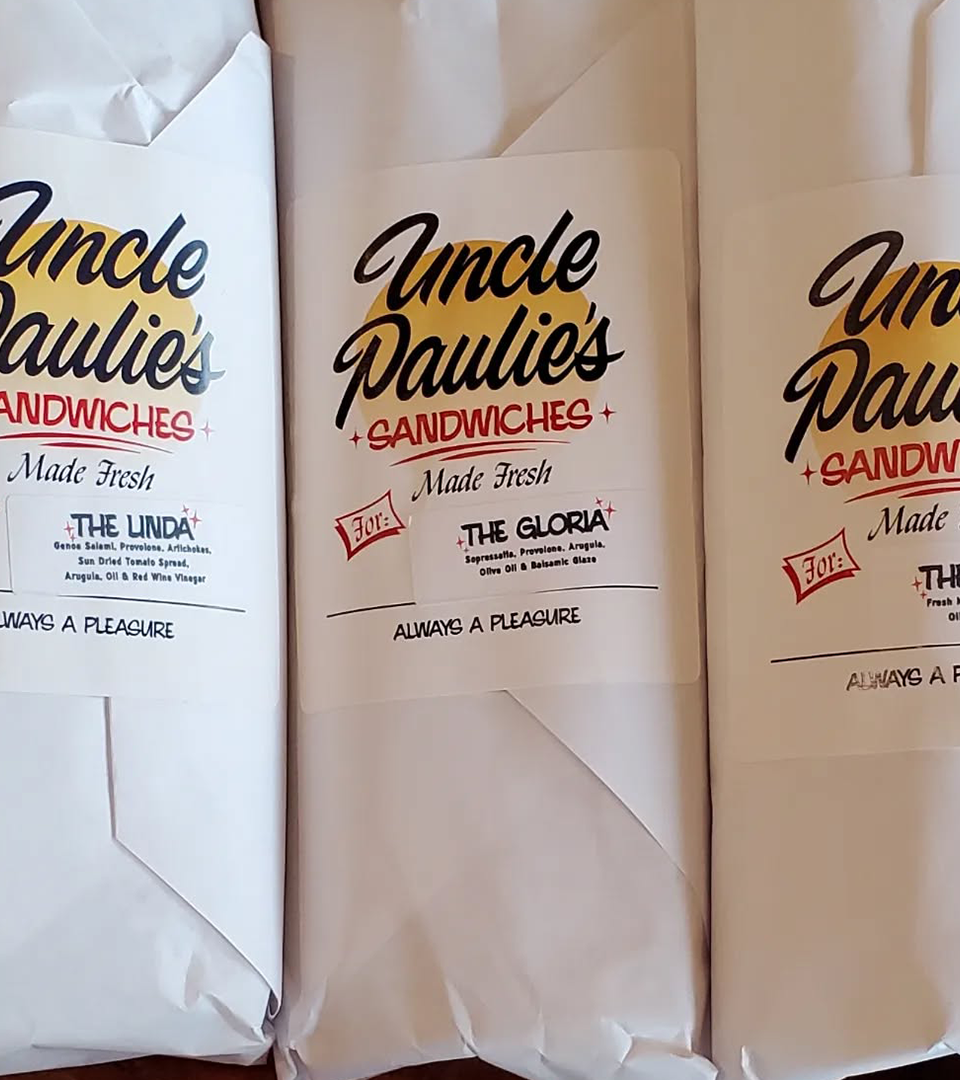 Uncle
Paulie's
SANDWICHES
Made Fresh
THE LINDA
Genoa Salami, Provolone, Artichokes,
Sun Dried Tomato Spread,
Arugula, Oil & Red Wine Vinegar
ALWAYS A PLEASURE
Uncle
Paulie's
SANDWICHES
Made Fresh
For:
THE GLORIA
Sopressatta, Provolone, Arugula,
Olive Oil & Balsamic Glaze
ALWAYS A PLEASURE
Made
For:
Fresh
ALWAYS A